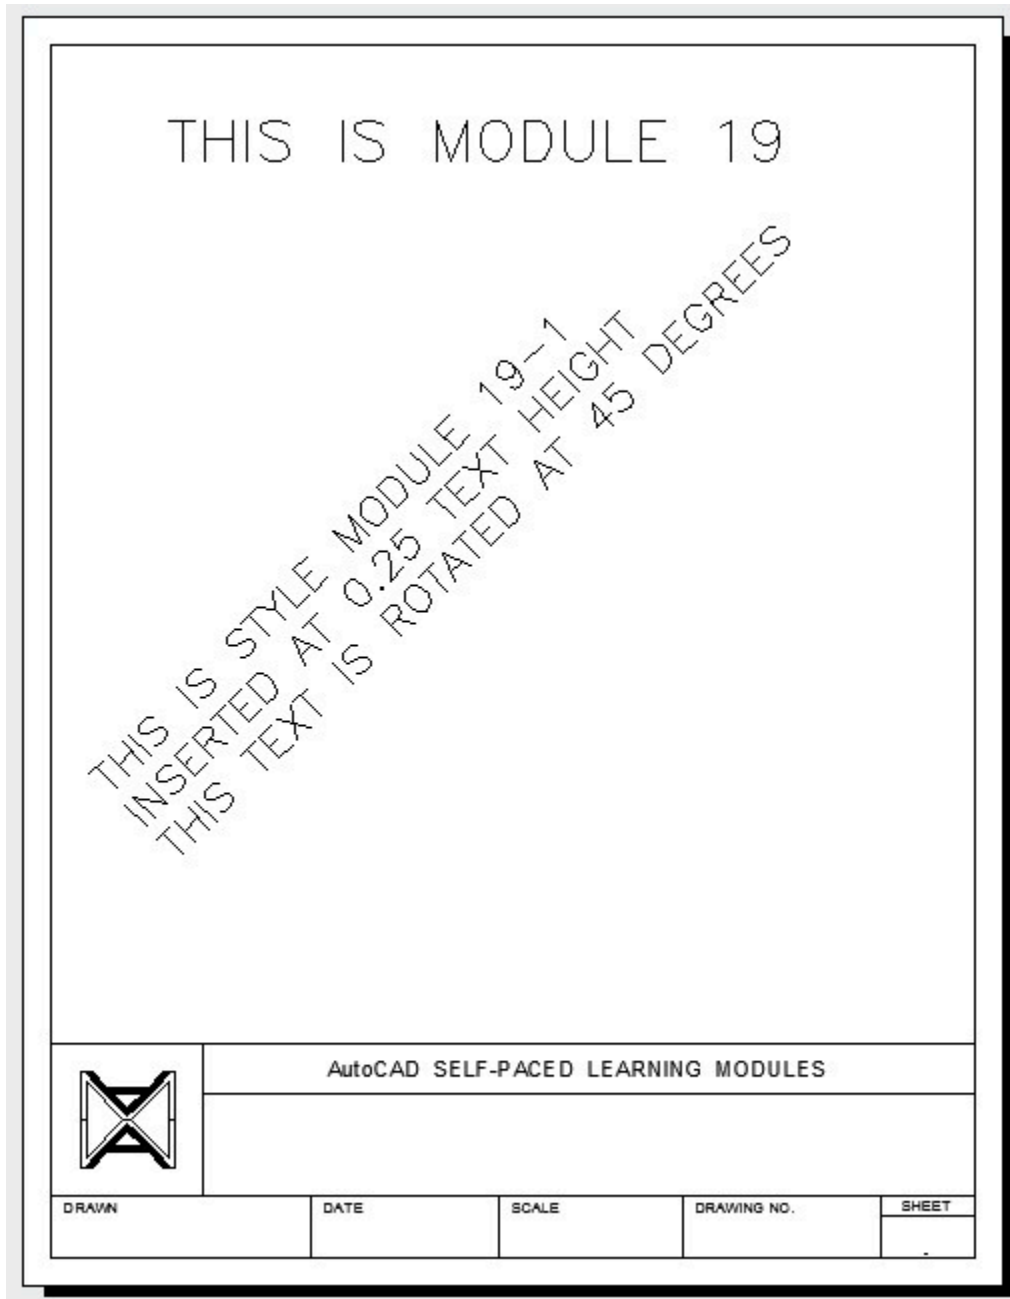 THIS IS MODULE 19
THIS IS STYLE MODULE 19-1
INSERTED AT 0.25 TEXT HEIGHT
THIS TEXT IS ROTATED AT 45 DEGREES
AutoCAD SELF-PACED LEARNING MODULES
DRAWN
DATE
SCALE
DRAWING NO.
SHEET
-